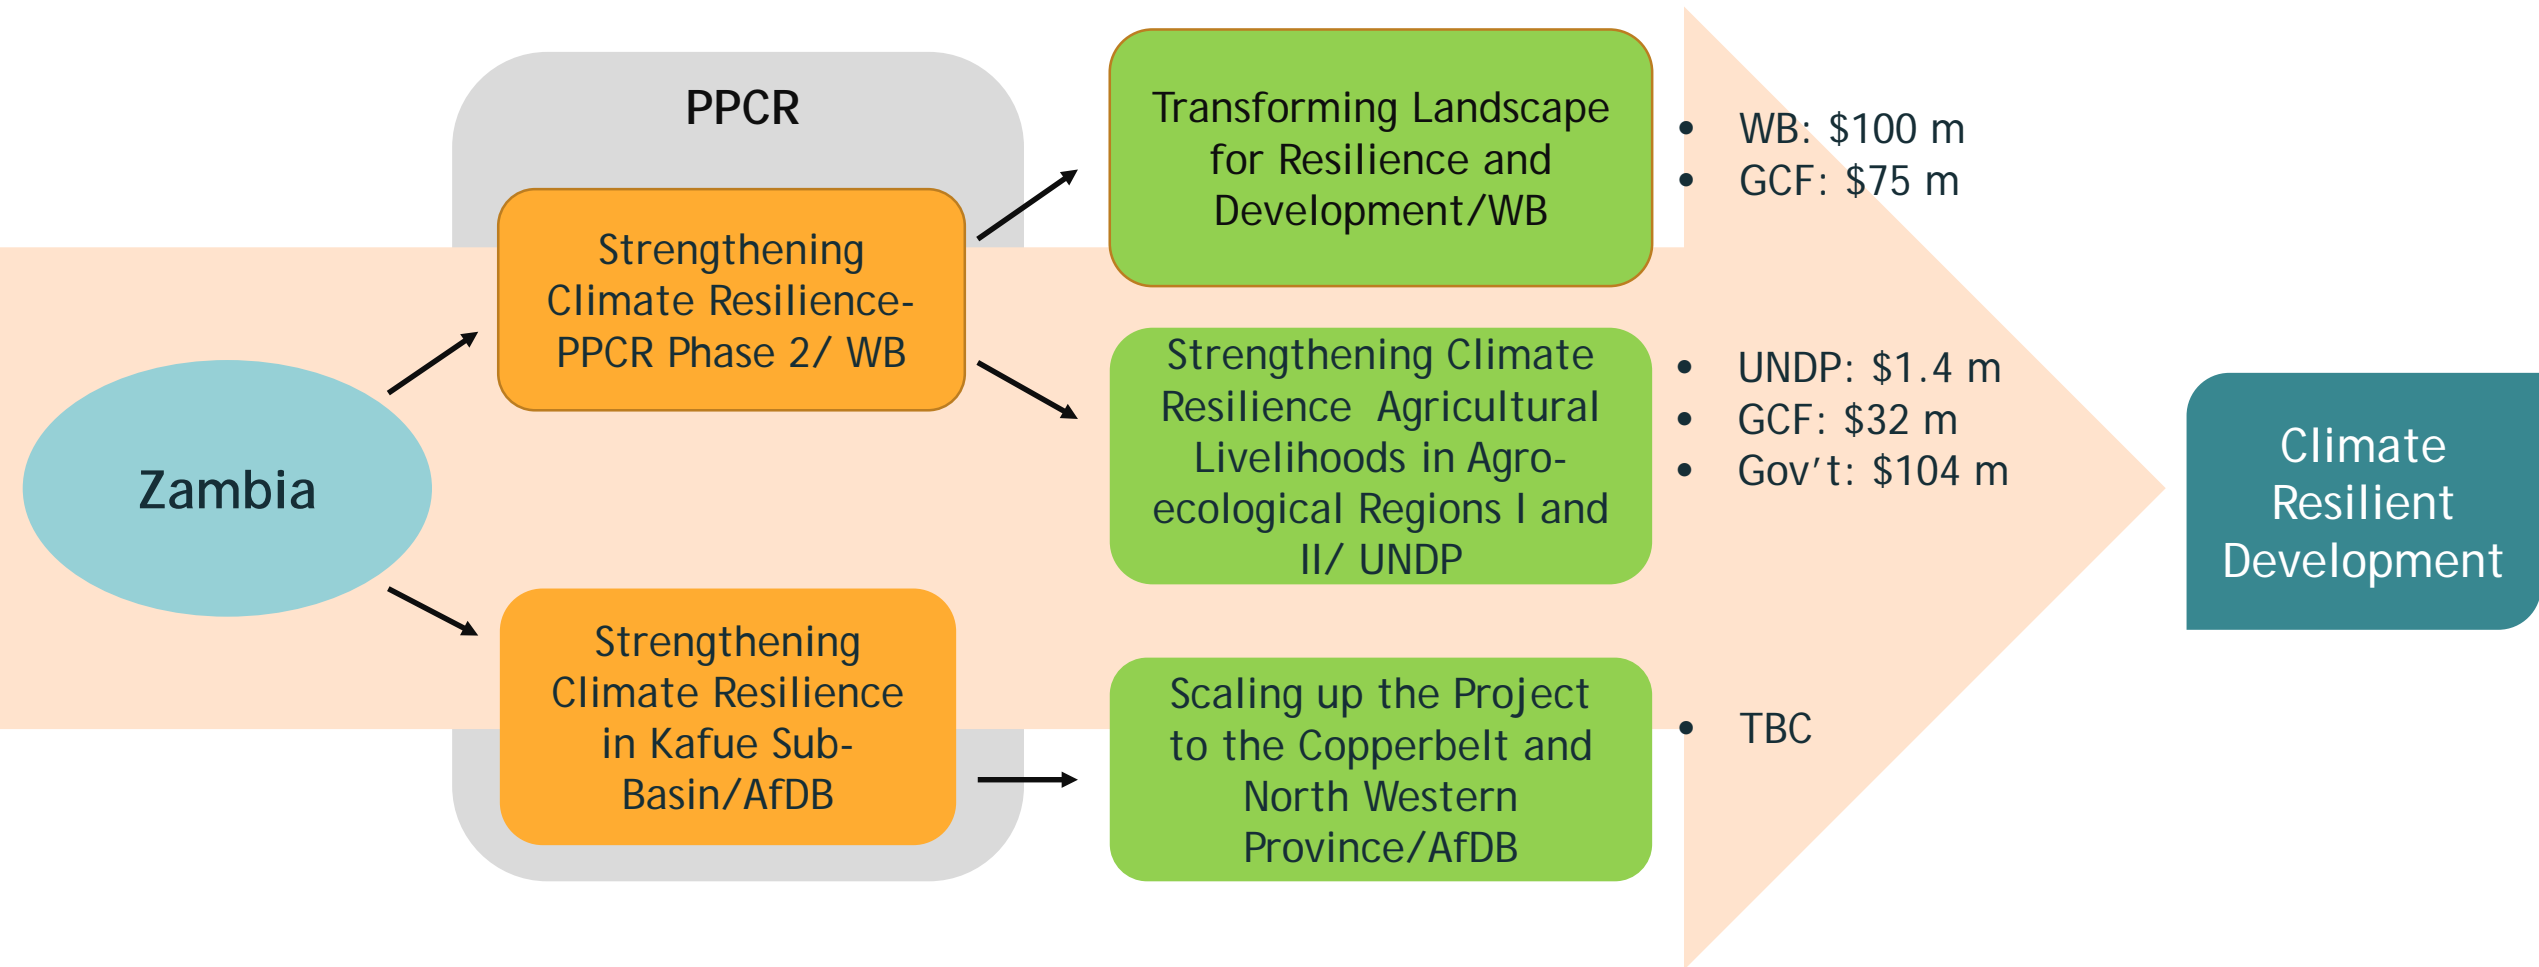 Zambia
PPCR
Strengthening
Climate Resilience-
PPCR Phase 2/ WB
Strengthening
Climate Resilience
in Kafue Sub-
Basin/AfDB
Transforming Landscape
for Resilience and
Development/WB
• WB: $100 m
• GCF: $75 m
Strengthening Climate
Resilience Agricultural
Livelihoods in Agro-
ecological Regions I and
II/ UNDP
• UNDP: $1.4 m
• GCF: $32 m
• Gov't: $104 m
Scaling up the Project
to the Copperbelt and
North Western
Province/AfDB
• TBC
Climate
Resilient
Development